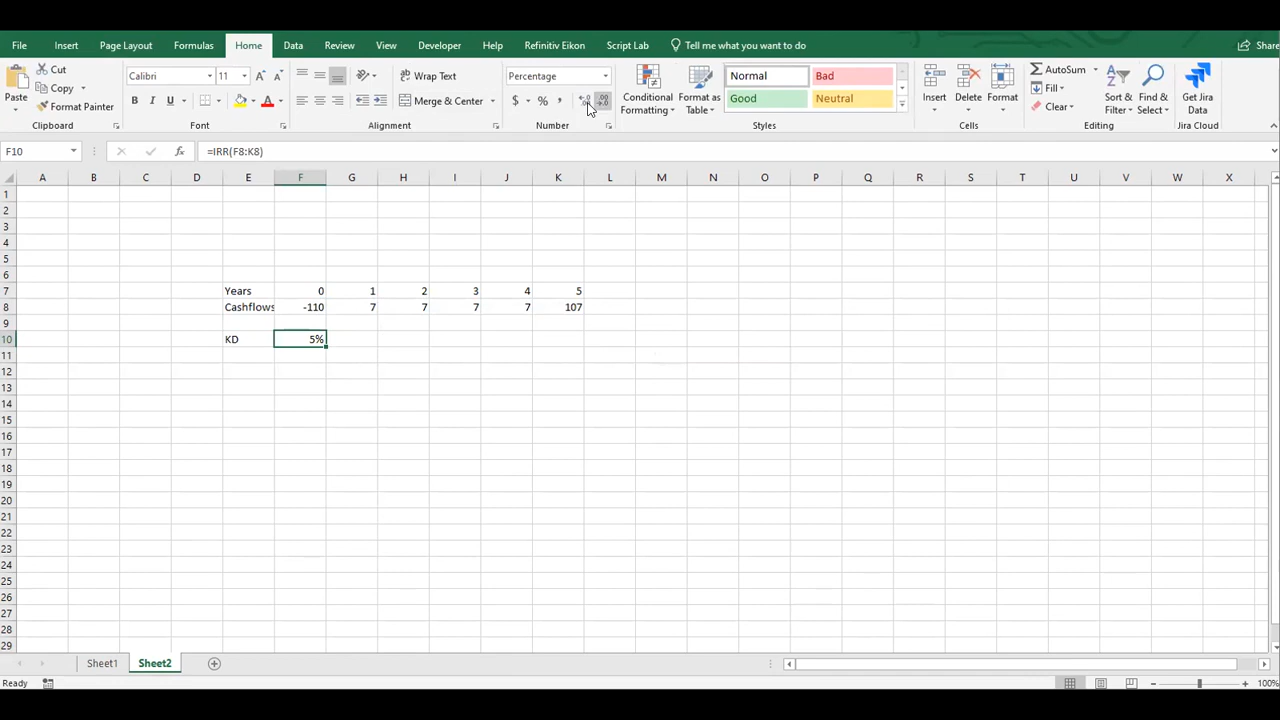 File Insert Page Layout Formulas Home Data Review View Developer Help Refinitiv Eikon Script Lab Tell me what you want to do Share
Cut Calibri 11 Wrap Text Percentage Normal Bad AutoSum
Paste Copy Conditional Formatting Format as Table Good Neutral Insert Delete Format Fill Sort & Filter Find & Select Get Jira Data
Format Painter B I U A Merge & Center $ % , Clear
Clipboard Font Alignment Number Styles Cells Editing Jira Cloud
F10 fx =IRR(F8:K8)
A B C D E F G H I J K L M N O P Q R S T U V W X
1
2
3
4
5
6
7 Years 0 1 2 3 4 5
8 Cashflows -110 7 7 7 7 107
9
10 KD 5%
11
12
13
14
15
16
17
18
19
20
21
22
23
24
25
26
27
28
29
Sheet1 Sheet2
Ready 100%